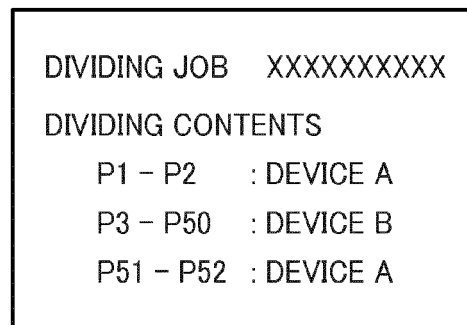 DIVIDING JOB XXXXXXXXXX
DIVIDING CONTENTS
P1 – P2 : DEVICE A
P3 – P50 : DEVICE B
P51 – P52 : DEVICE A